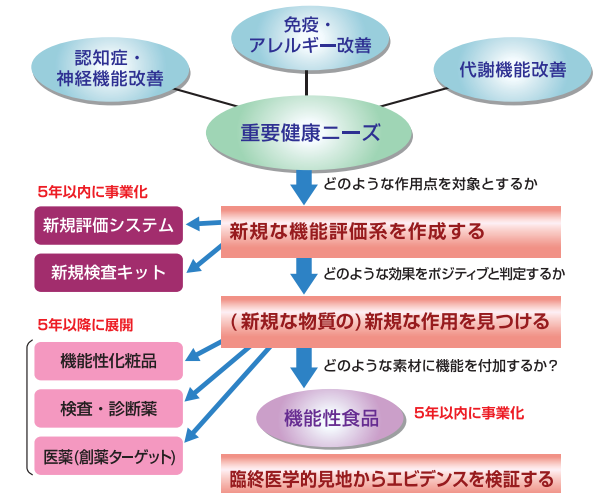 免疫・
アレルギー改善
認知症・
神経機能改善
代謝機能改善
重要健康ニーズ
どのような作用点を対象とするか
5年以内に事業化
新規評価システム
新規な機能評価系を作成する
新規検査キット
どのような効果をポジティブと判定するか
5年以降に展開
(新規な物質の)新規な作用を見つける
機能性化粧品
どのような素材に機能を付加するか？
検査・診断薬
機能性食品
5年以内に事業化
医薬(創薬ターゲット)
臨終医学的見地からエビデンスを検証する